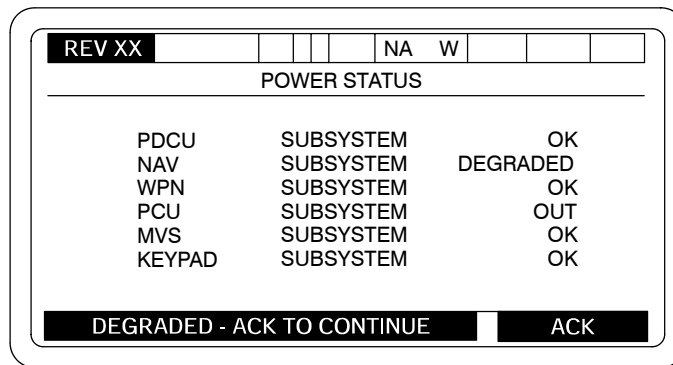 REV XX NA W
POWER STATUS
PDCU SUBSYSTEM OK
NAV SUBSYSTEM DEGRADED
WPN SUBSYSTEM OK
PCU SUBSYSTEM OUT
MVS SUBSYSTEM OK
KEYPAD SUBSYSTEM OK
DEGRADED - ACK TO CONTINUE ACK